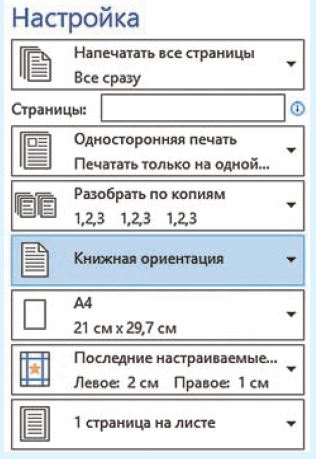 Настройка
Напечатать все страницы
Все сразу
Страницы:
Односторонняя печать
Печатать только на одной...
Разобрать по копиям
1,2,3 1,2,3 1,2,3
Книжная ориентация
А4
21 см x 29,7 см
Последние настраиваемые...
Левое: 2 см Правое: 1 см
1 страница на листе